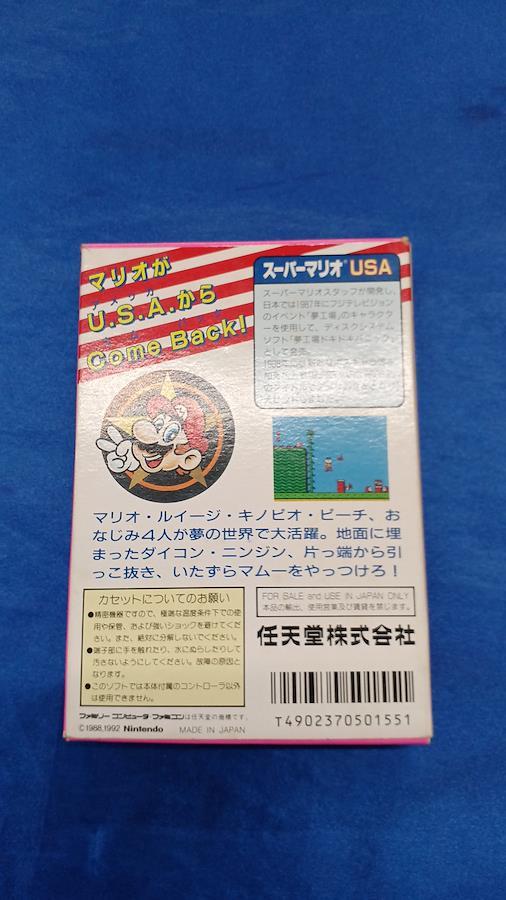 マリオが
アメリカ
U.S.A.から
Come Back!
スーパーマリオ USA
スーパーマリオスタッフが開発し、
日本では1987年にフジテレビジョン
のイベント「夢工場」のキャラクター
を使用して、ディスクシステム
ソフト「夢工場ドキドキパニック」
として発売。
マリオ・ルイージ・キノピオ・ピーチ、お
なじみ4人が夢の世界で大活躍。地面に埋
まったダイコン・ニンジン、片っ端から引
っこ抜き、いたずらマムーをやっつけろ!
カセットについてのお願い
●精密機器ですので、極端な温度条件下での使
用や保管、および強いショックを避けてくだ
さい。また、絶対に分解しないでください。
●端子部に手を触れたり、水にぬらしたりして
汚さないようにしてください。故障の原因と
なります。
●このソフトでは本体付属のコントローラ以外
は使用できません。
FOR SALE and USE IN JAPAN ONLY
本品の輸出、使用営業及び賃貸を禁じます。
任天堂株式会社
T4902370501551
ファミリーコンピュータ・ファミコンは任天堂の商標です。
©1988,1992 Nintendo MADE IN JAPAN